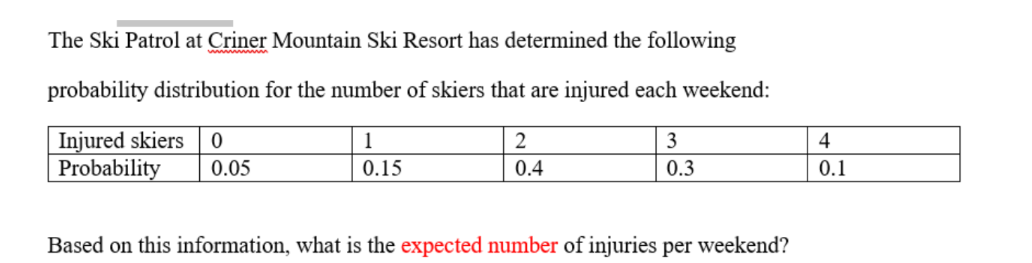 The Ski Patrol at Criner Mountain Ski Resort has determined the following
probability distribution for the number of skiers that are injured each weekend:
Injured skiers 0 1 2 3 4
Probability 0.05 0.15 0.4 0.3 0.1
Based on this information, what is the expected number of injuries per weekend?